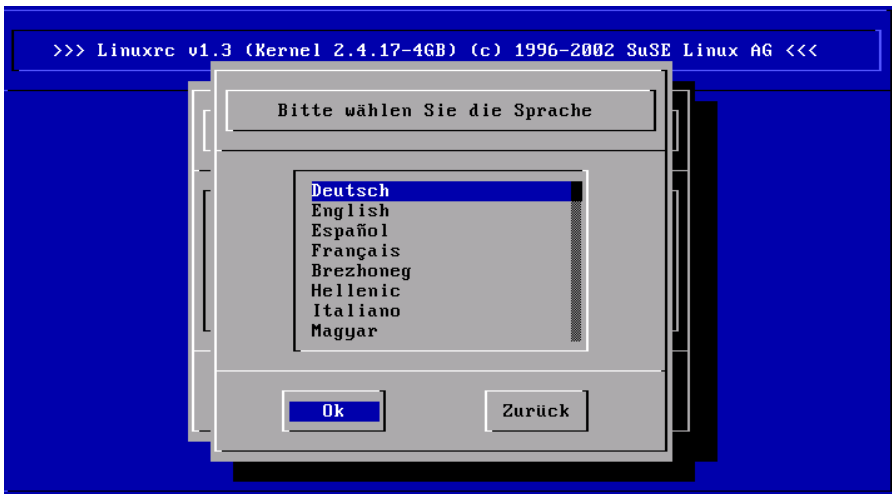 >>> Linuxrc v1.3 (Kernel 2.4.17-4GB) (c) 1996-2002 SuSE Linux AG <<<
Bitte wählen Sie die Sprache
Deutsch
English
Español
Français
Brezhoneg
Hellenic
Italiano
Magyar
Ok
Zurück